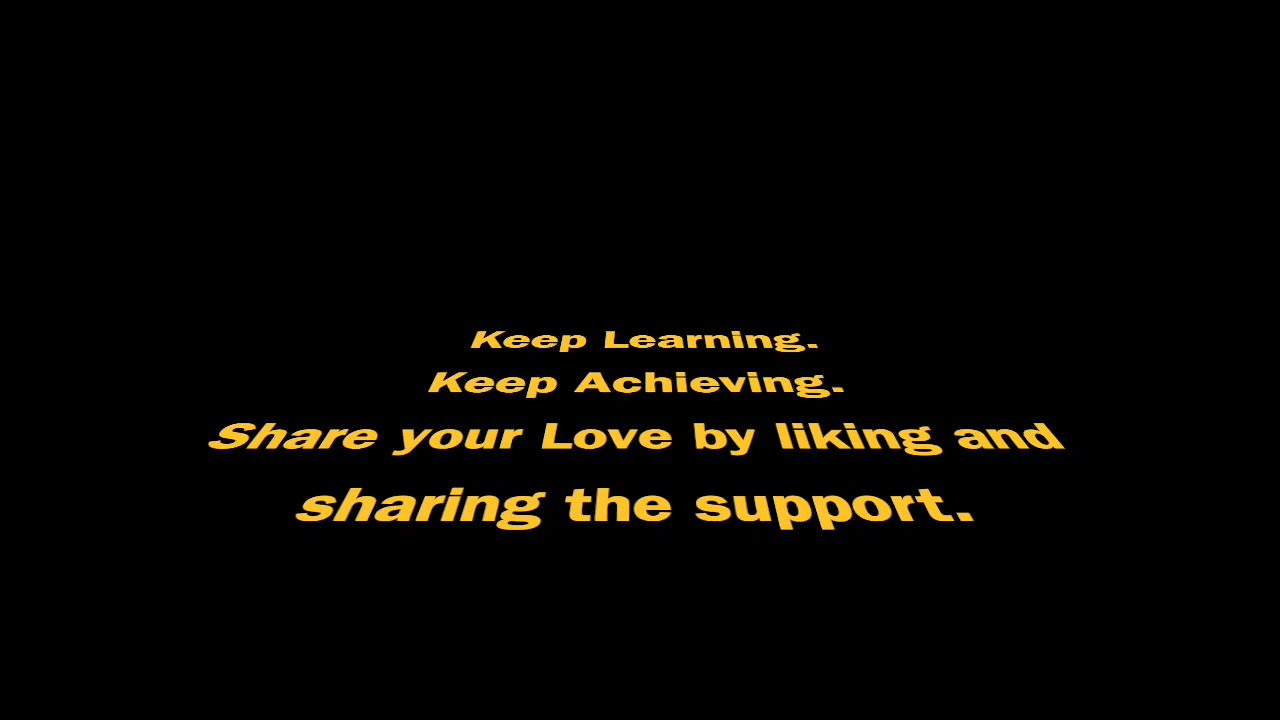 Keep Learning.
Keep Achieving.
Share your Love by liking and
sharing the support.